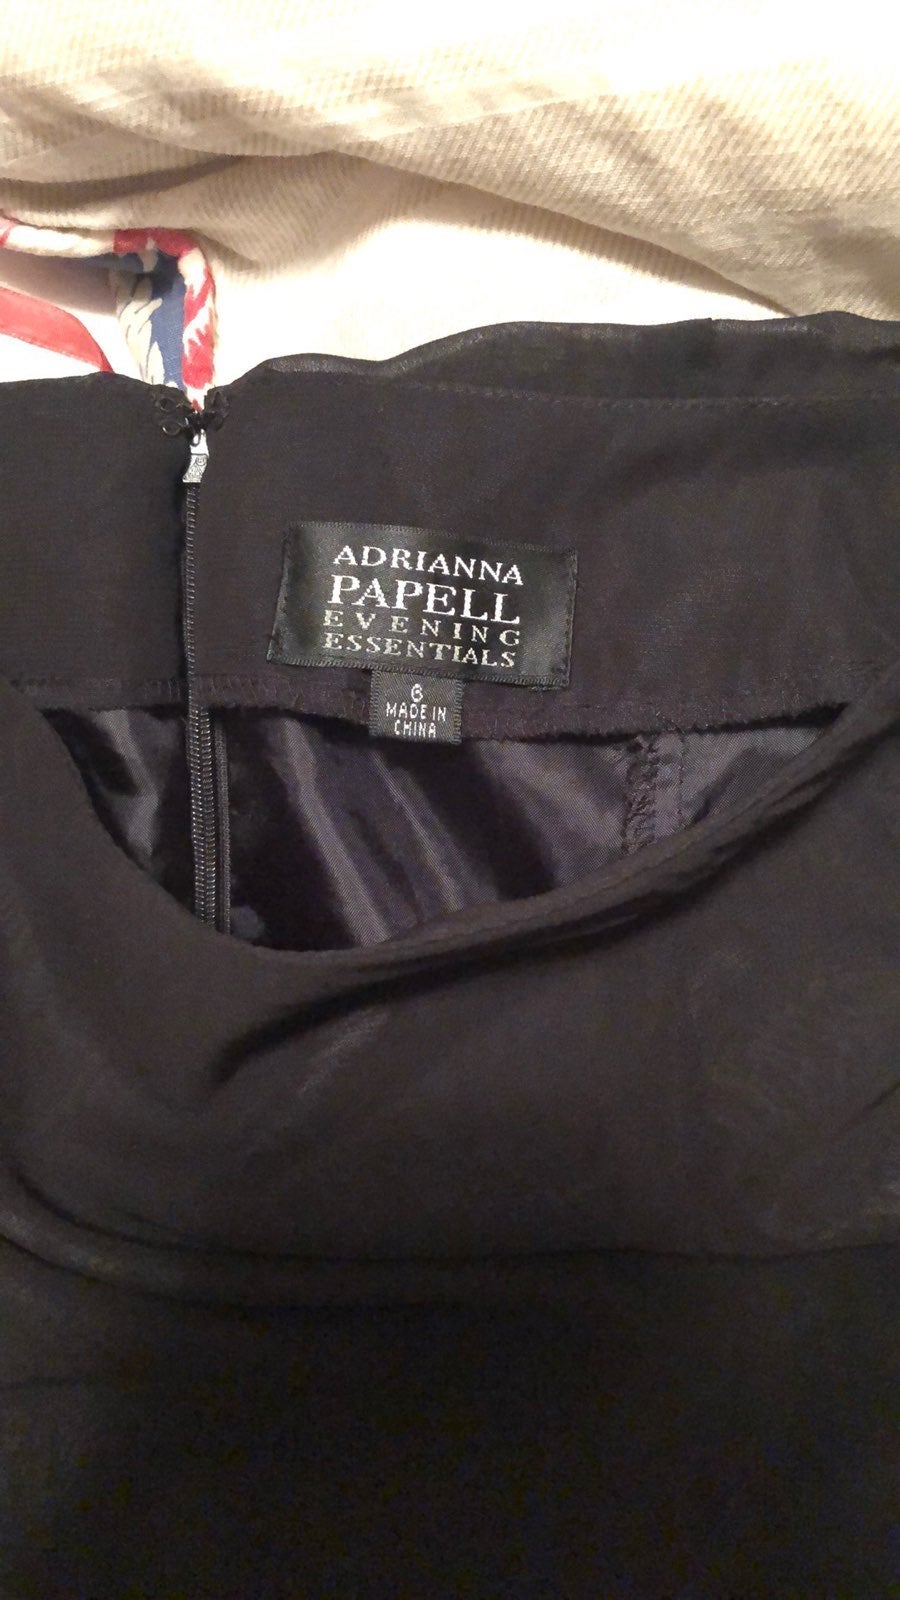 ADRIANNA
PAPELL
EVENING
ESSENTIALS
6
MADE IN
CHINA